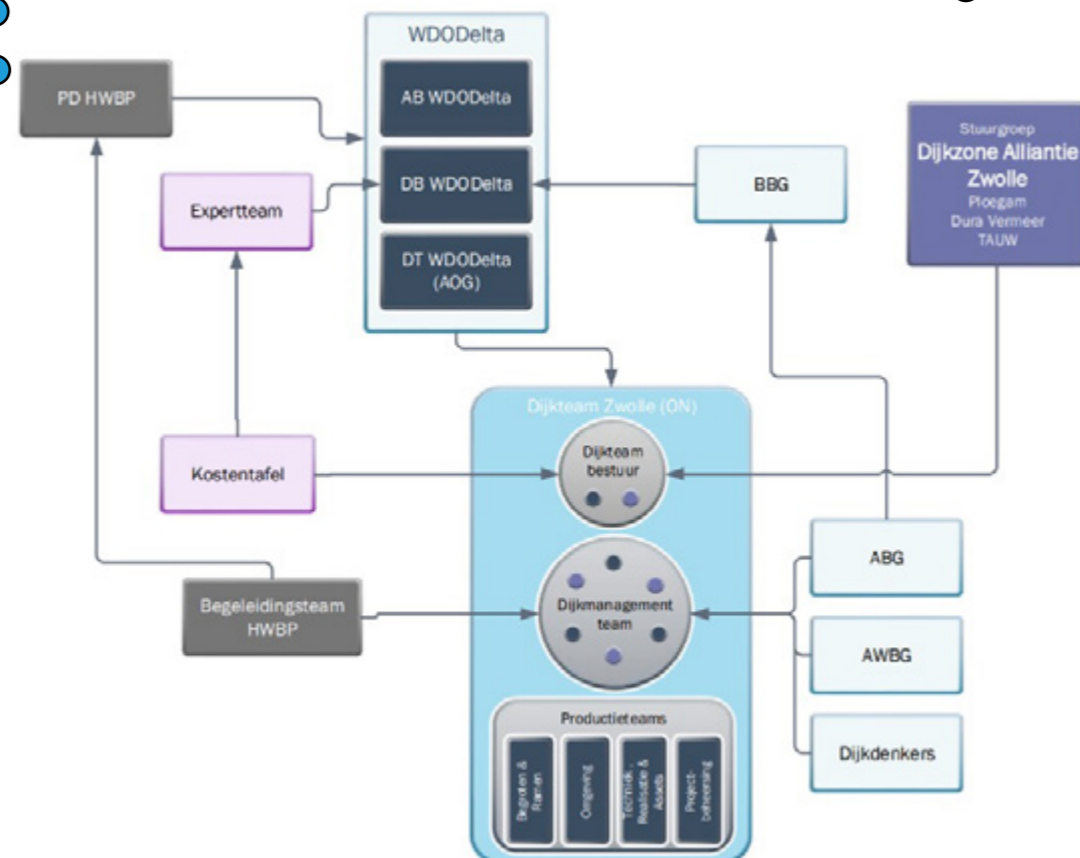 WDODelta
PD HWBP
AB WDODelta
Stuurgroep
Dijkzone Alliantie
Zwolle
Ploegam
Dura Vermeer
TAUW
Expertteam
DB WDODelta
BBG
DT WDODelta
(AOG)
Dijkteam Zwolle (ON)
Dijkteam
bestuur
Kostentafel
ABG
Begeleidingsteam
HWBP
Dijkmanagement
team
AWBG
Productieteams
Dijkdenkers
Begroten &
Ramen
Omgeving
Techniek,
Realisatie &
Assets
Project-
beheersing